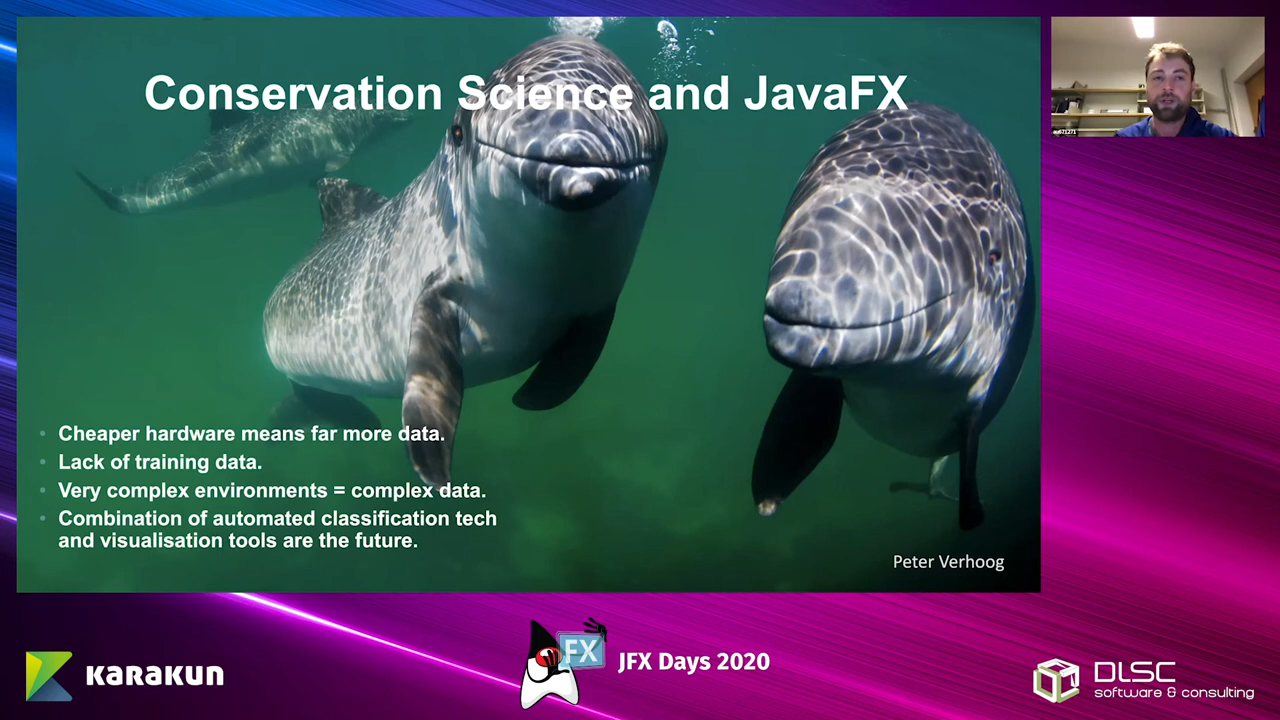 Conservation Science and JavaFX
Cheaper hardware means far more data.
Lack of training data.
Very complex environments = complex data.
Combination of automated classification tech
and visualisation tools are the future.
Peter Verhoog
au671271
KARAKUN
FX
JFX Days 2020
DLSC
software & consulting